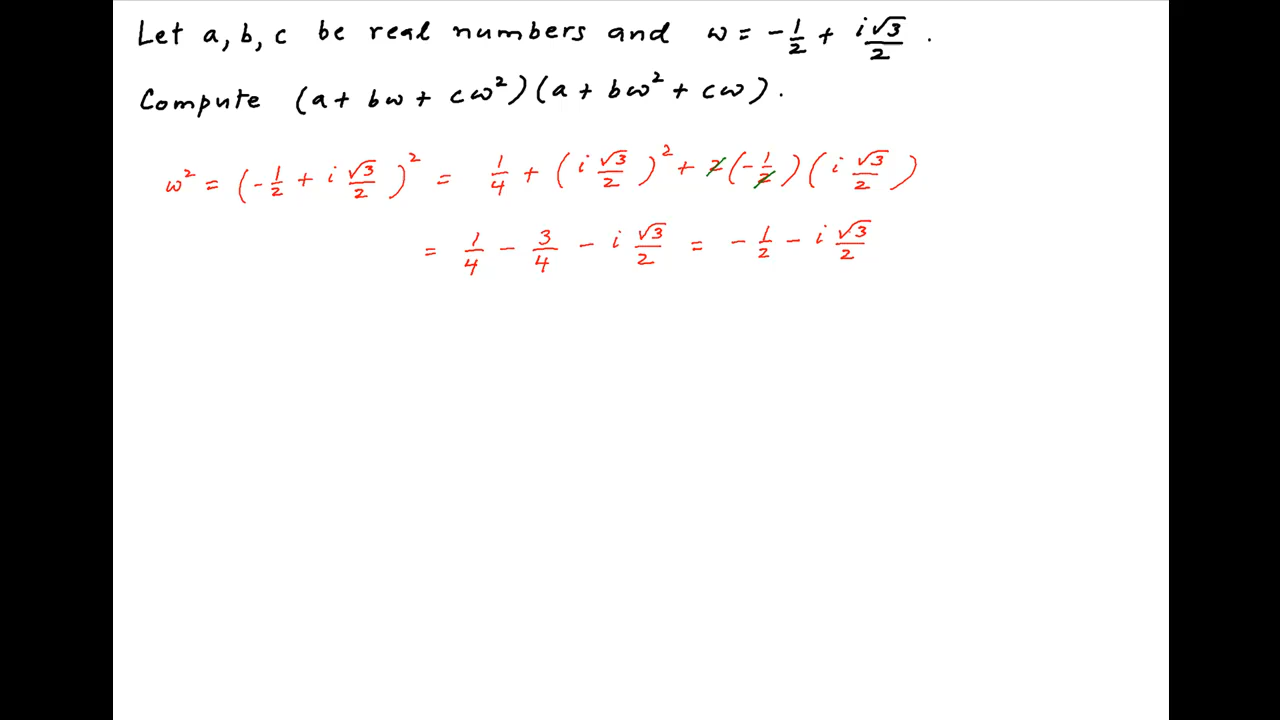 Let a, b, c be real numbers and ω = -1/2 + i√3/2 .
Compute (a + bω + cω²)(a + bω² + cω) .
ω² = (-1/2 + i √3/2)² = 1/4 + (i √3/2)² + 2(-1/2)(i √3/2)
= 1/4 - 3/4 - i √3/2 = -1/2 - i √3/2